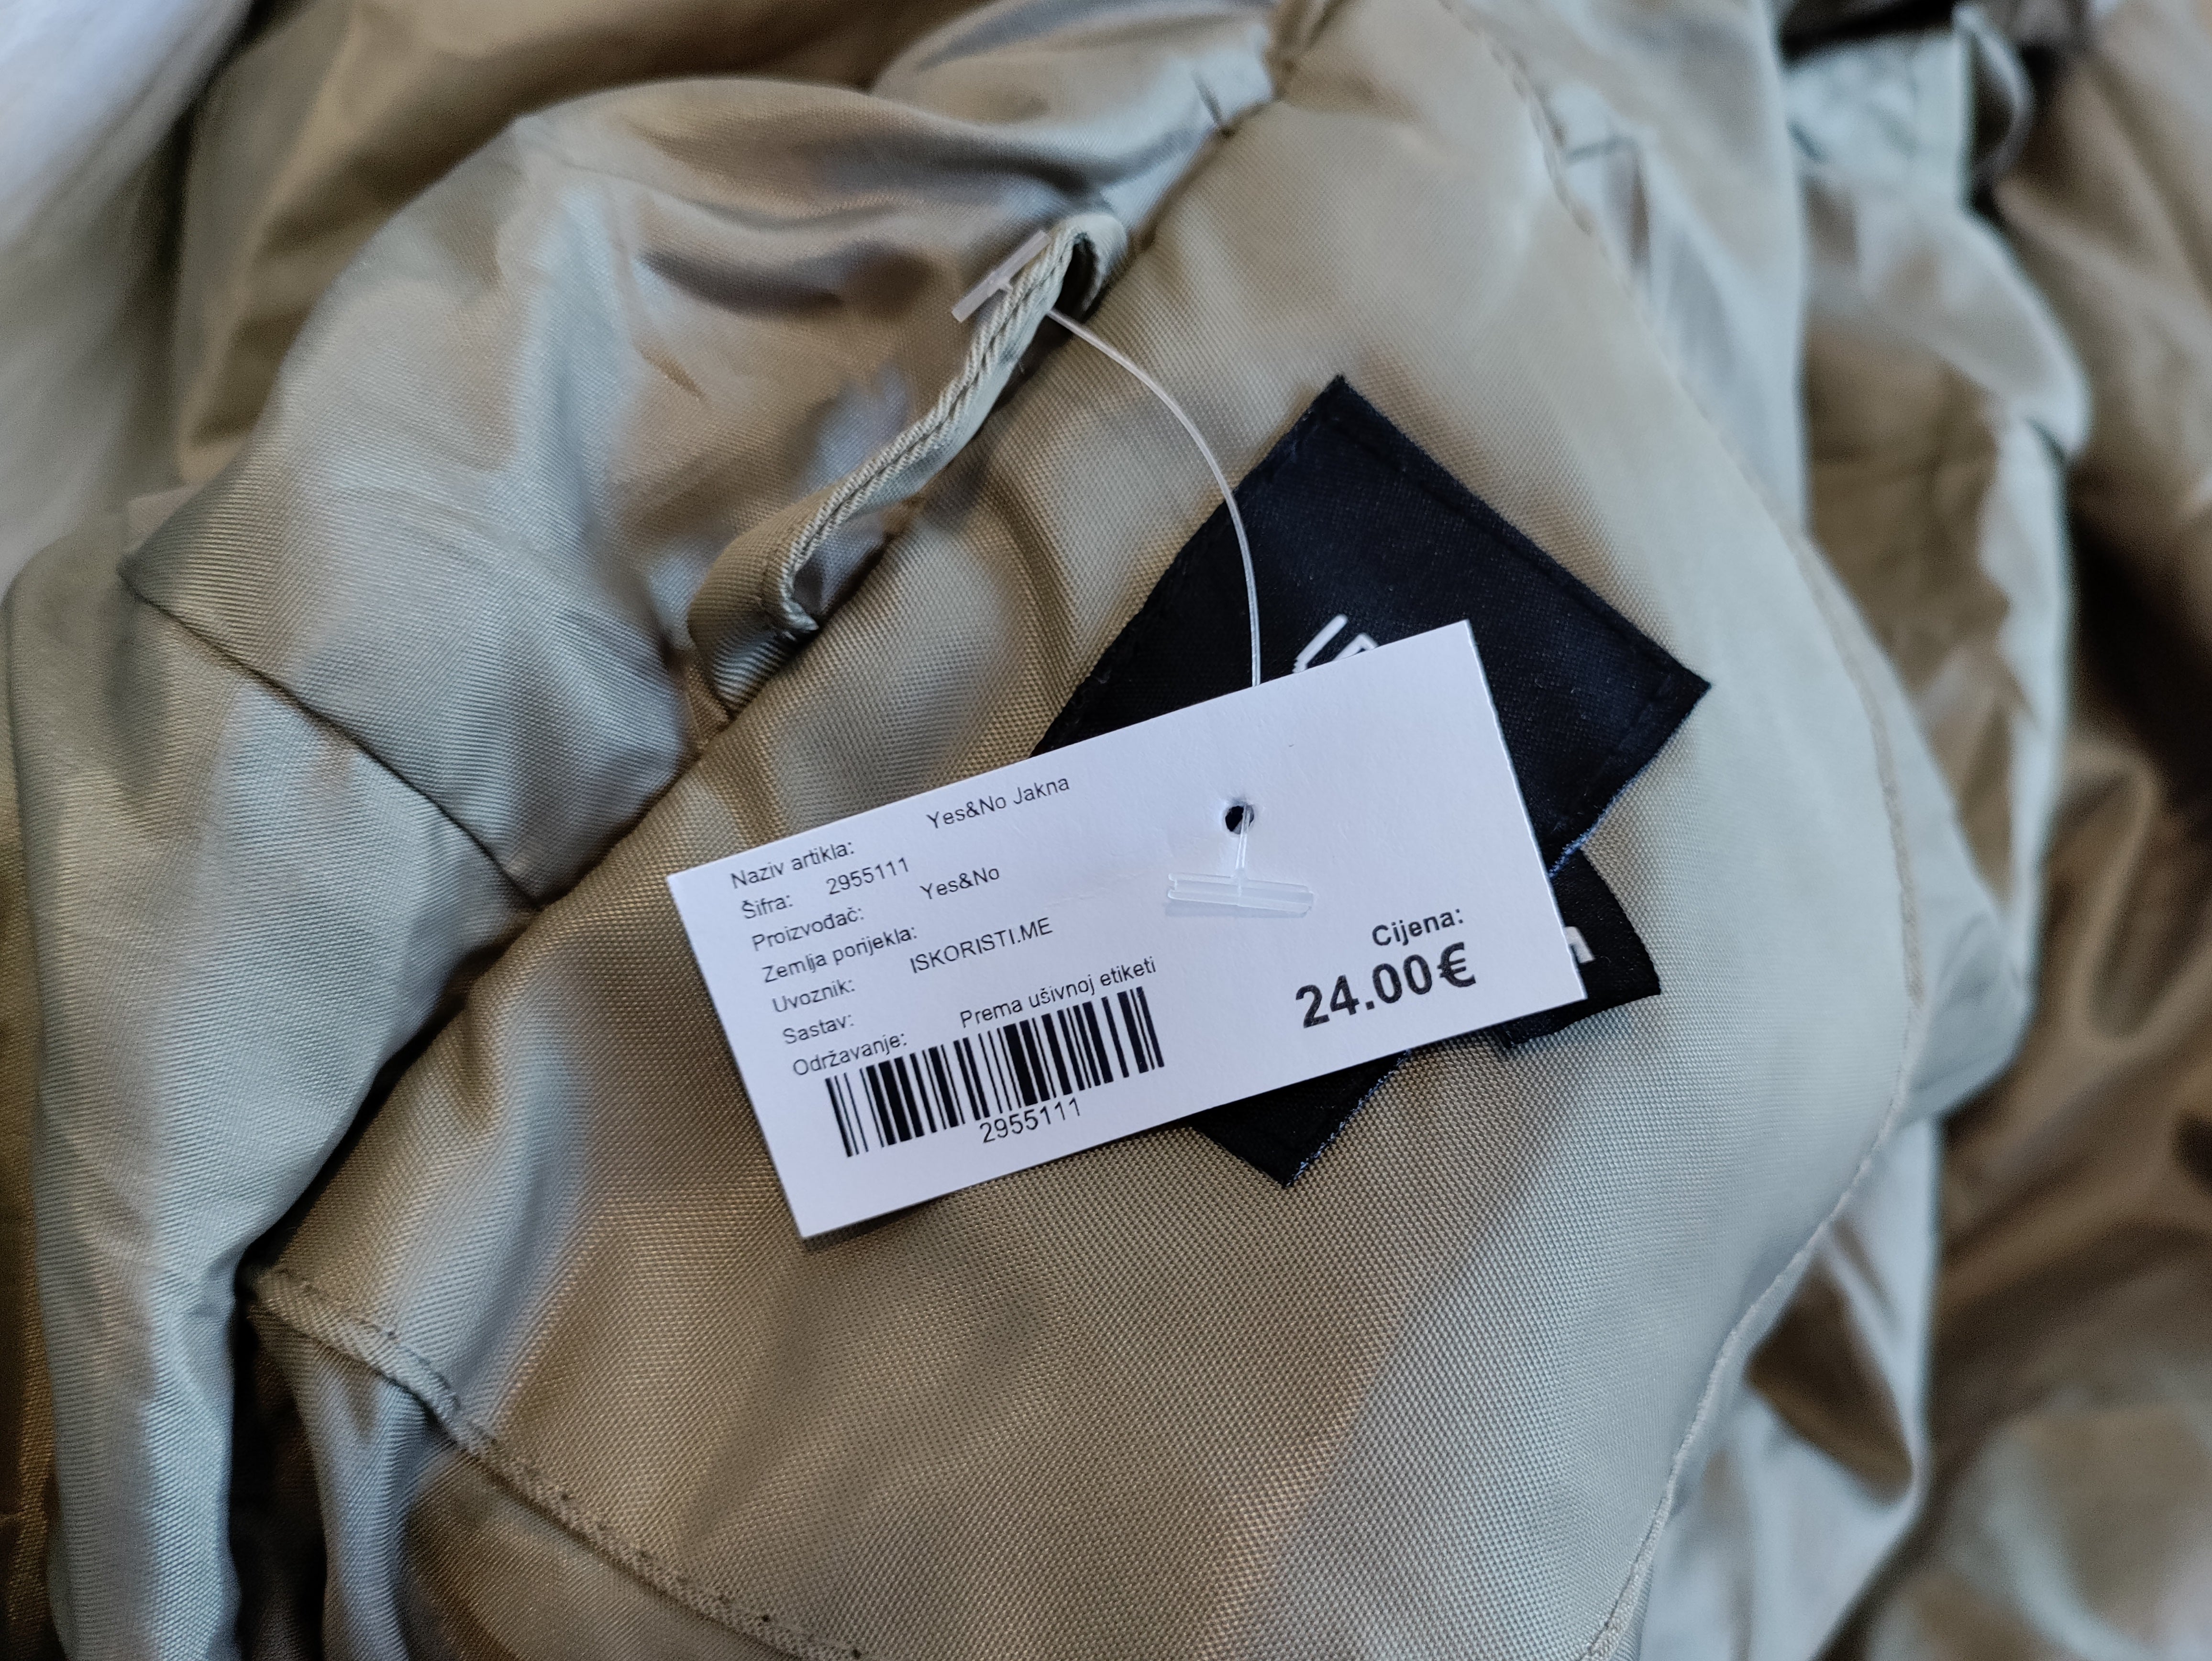 Naziv artikla: Yes&No Jakna
Šifra: 2955111
Proizvođač: Yes&No
Zemlja porijekla:
Uvoznik: ISKORISTI.ME
Sastav:
Održavanje: Prema ušivnoj etiketi
2955111
Cijena:
24.00€